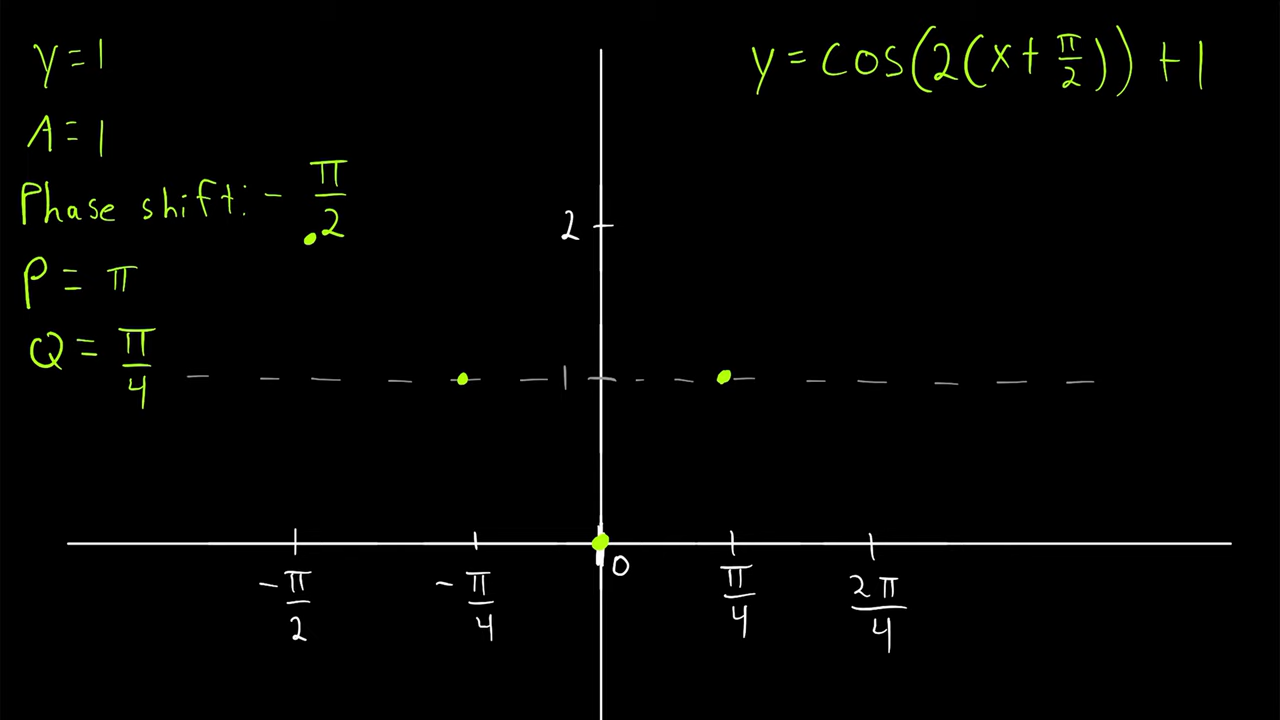 y = 1
y = cos(2(x + π/2)) + 1
A = 1
Phase shift: - π/2
P = π
Q = π/4
2
1
0
-π/2
-π/4
π/4
2π/4